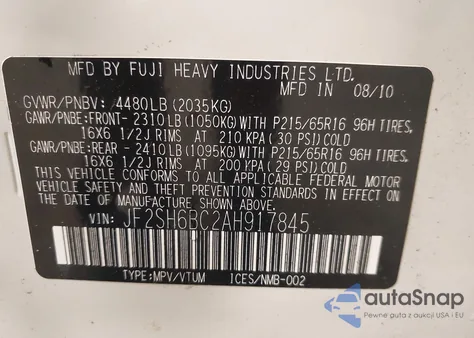 MFD BY FUJI HEAVY INDUSTRIES LTD.
MFD IN 08/10
GVWR/PNBV: 4480LB (2035KG)
GAWR/PNBE:FRONT- 2310LB(1050KG)WITH P215/65R16 96H TIRES,
16X6 1/2J RIMS AT 210 KPA (30 PSI)COLD
GAWR/PNBE:REAR - 2410LB(1095KG)WITH P215/65R16 96H TIRES,
16X6 1/2J RIMS AT 200 KPA (29 PSI)COLD
THIS VEHICLE CONFORMS TO ALL APPLICABLE FEDERAL MOTOR
VEHICLE SAFETY STANDARDS IN EFFECT
ON THE DATE OF MANUFACTURE SHOWN ABOVE.
VIN: JF2SH6BC2AH917845
TYPE:MPV/VTUM ICES/NMB-002
autoSnap
Pewne auta z aukcji USA i EU